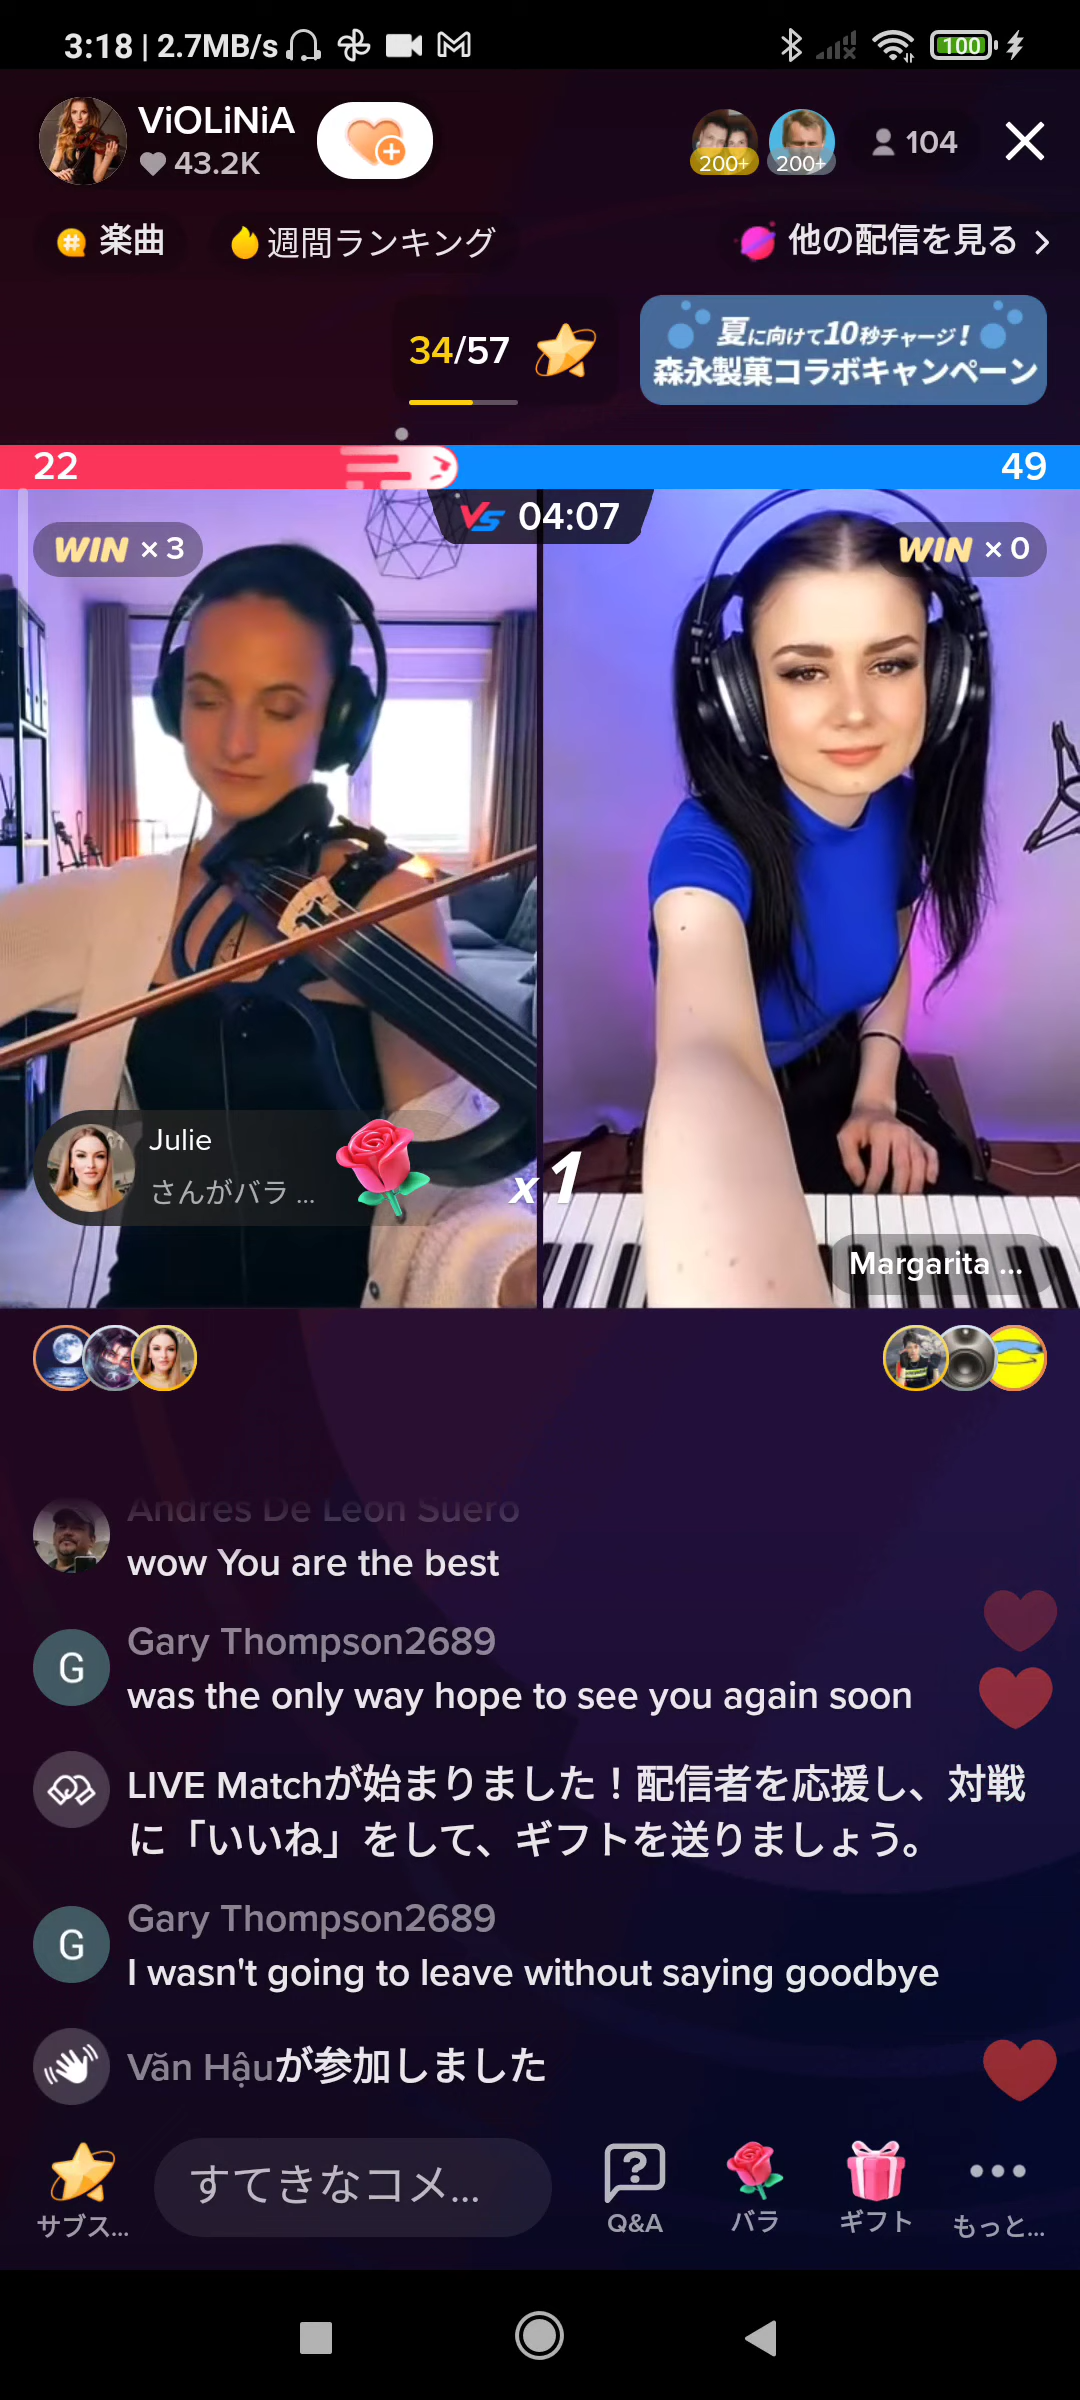 3:18 | 2.7MB/s
100
ViOLiNiA
43.2K
200+
200+
104
楽曲
週間ランキング
他の配信を見る
34/57
夏に向けて10秒チャージ!
森永製菓コラボキャンペーン
22
49
VS 04:07
WIN × 3
WIN × 0
Julie
さんがバラ ...
x1
Margarita ...
Andres De Leon Suero
wow You are the best
G
Gary Thompson2689
was the only way hope to see you again soon
LIVE Matchが始まりました！配信者を応援し、対戦
に「いいね」をして、ギフトを送りましょう。
G
Gary Thompson2689
I wasn't going to leave without saying goodbye
Văn Hậuが参加しました
すてきなコメ...
サブス...
Q&A
バラ
ギフト
もっと...